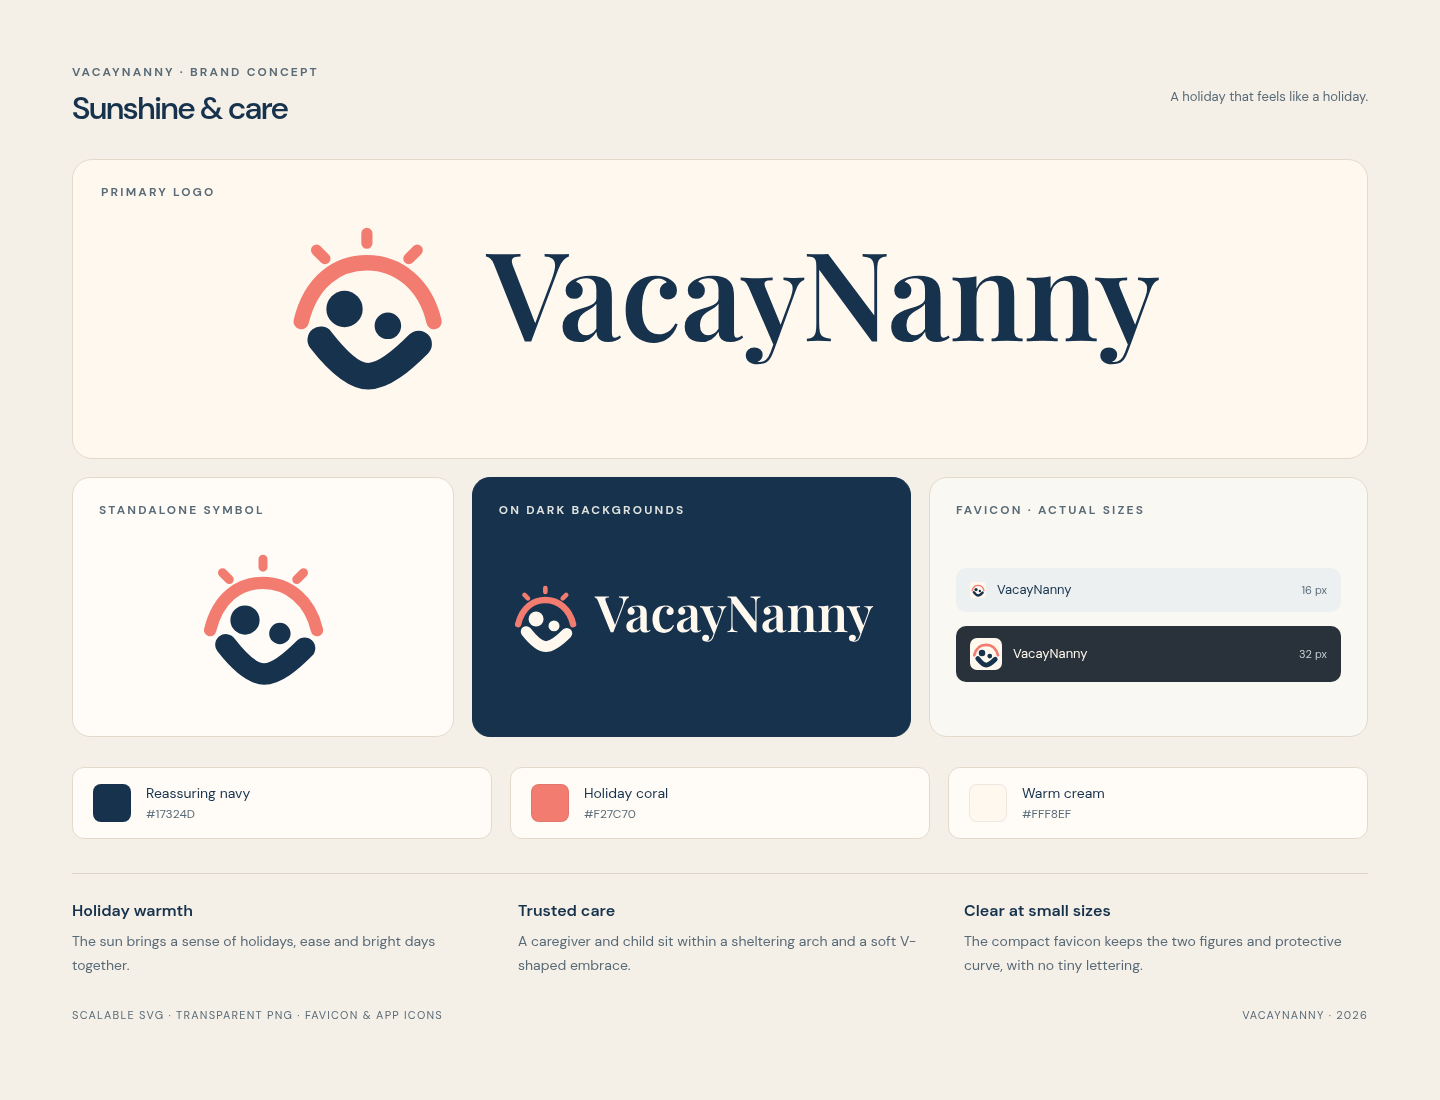 VACAYNANNY · BRAND CONCEPT
Sunshine & care
A holiday that feels like a holiday.
PRIMARY LOGO
VacayNanny
STANDALONE SYMBOL
ON DARK BACKGROUNDS
VacayNanny
FAVICON · ACTUAL SIZES
VacayNanny
16 px
VacayNanny
32 px
Reassuring navy
#17324D
Holiday coral
#F27C70
Warm cream
#FFF8EF
Holiday warmth
The sun brings a sense of holidays, ease and bright days
together.
Trusted care
A caregiver and child sit within a sheltering arch and a soft V-
shaped embrace.
Clear at small sizes
The compact favicon keeps the two figures and protective
curve, with no tiny lettering.
SCALABLE SVG · TRANSPARENT PNG · FAVICON & APP ICONS
VACAYNANNY · 2026